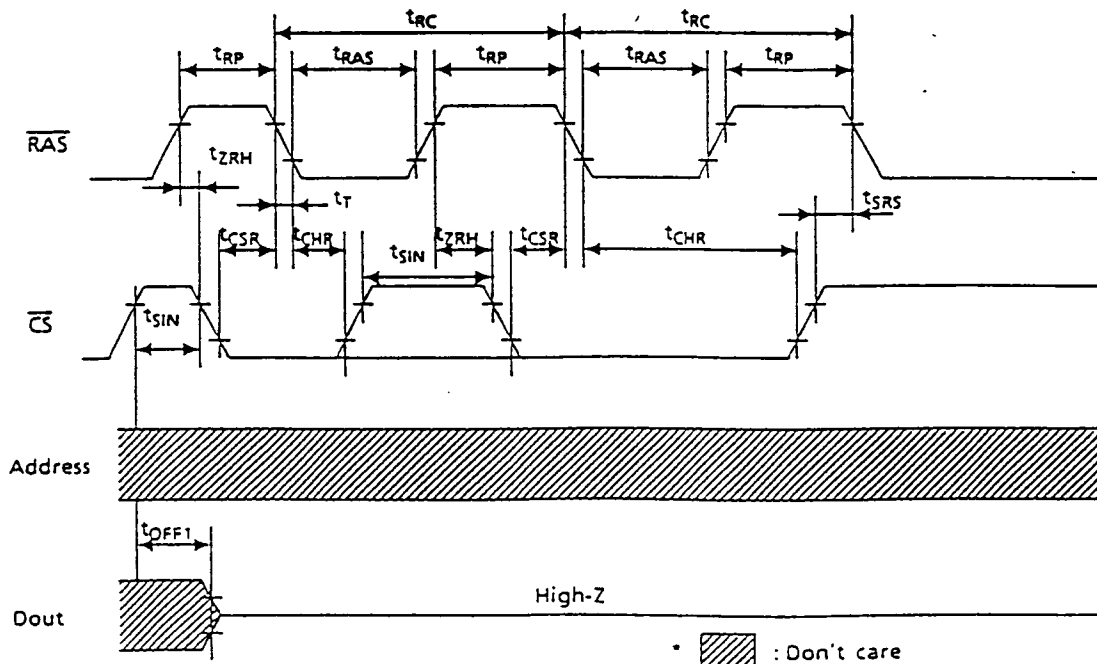 tRC tRC
tRP tRAS tRP tRAS tRP
RAS
tZRH
tT
tSRS
tCSR tCHR tZRH tCSR tCHR
tSIN
CS
tSIN
Address
tOFF1
High-Z
Dout
* : Don't care